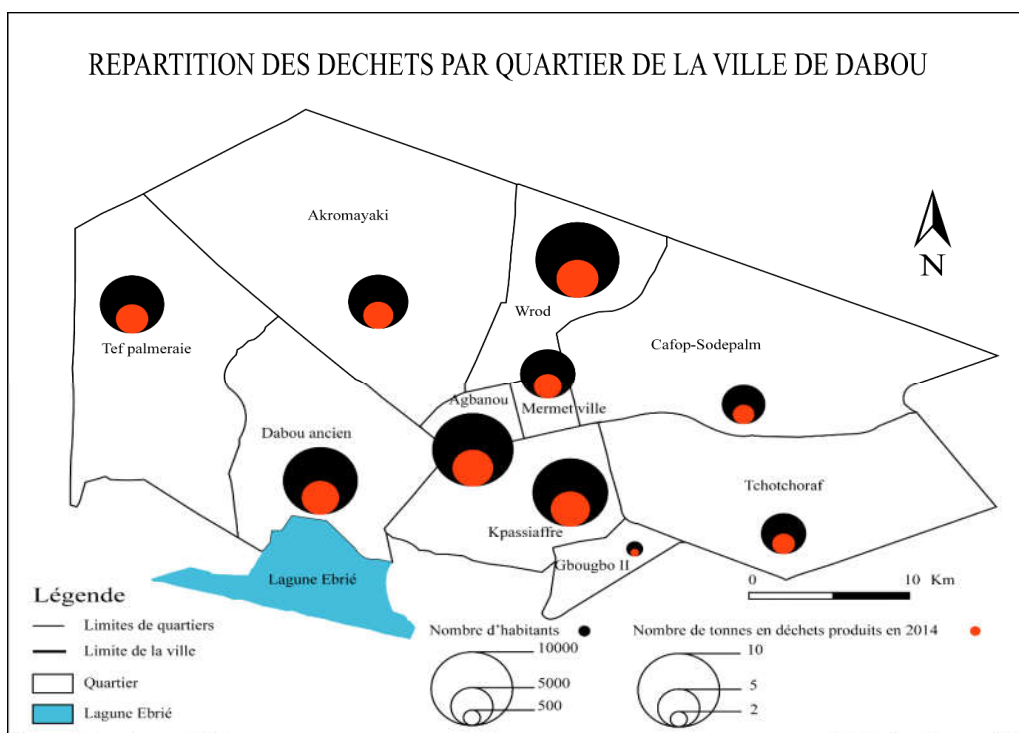 REPARTITION DES DECHETS PAR QUARTIER DE LA VILLE DE DABOU
Akromayaki
N
Wrod
Tef palmeraie
Cafop-Sodepalm
Agbanou
Mermet ville
Dabou ancien
Tchotchoraf
Kpassiaffre
Gbougbo II
Lagune Ebrié
0 10 Km
Légende
Limites de quartiers
Limite de la ville
Quartier
Lagune Ebrié
Nombre d'habitants
10000
5000
500
Nombre de tonnes en déchets produits en 2014
10
5
2